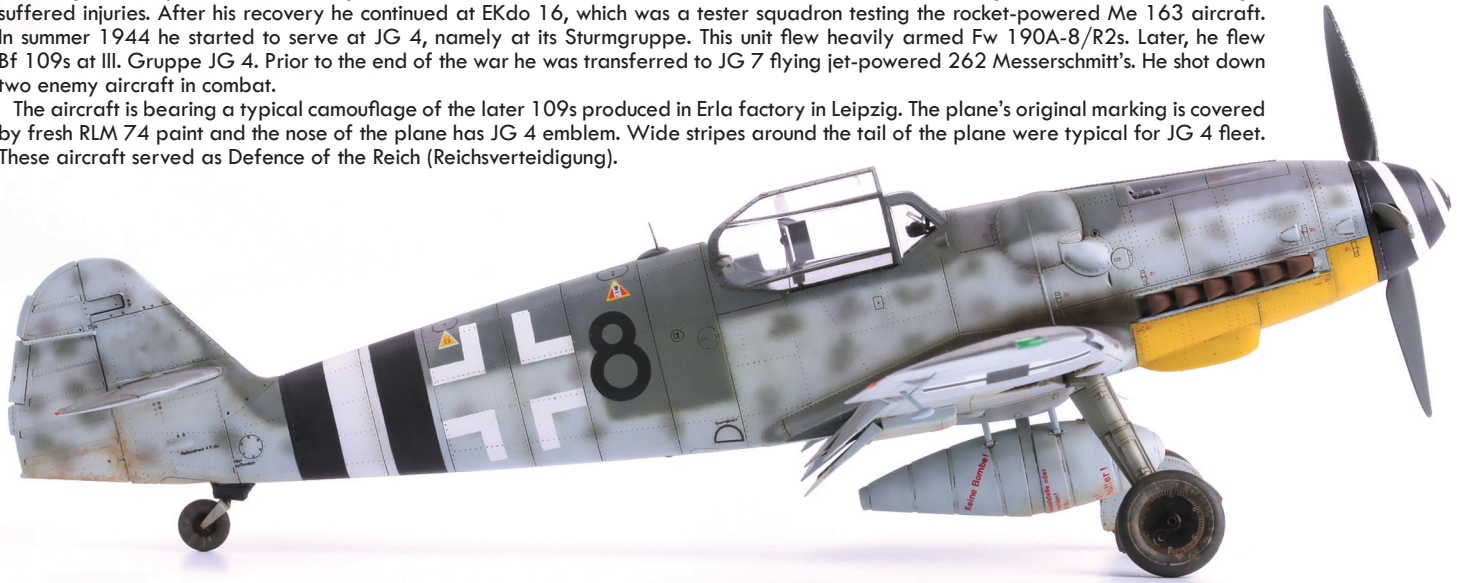 suffered injuries. After his recovery he continued at EKdo 16, which was a tester squadron testing the rocket-powered Me 163 aircraft.
In summer 1944 he started to serve at JG 4, namely at its Sturmgruppe. This unit flew heavily armed Fw 190A-8/R2s. Later, he flew
Bf 109s at III. Gruppe JG 4. Prior to the end of the war he was transferred to JG 7 flying jet-powered 262 Messerschmitt's. He shot down
two enemy aircraft in combat.
The aircraft is bearing a typical camouflage of the later 109s produced in Erla factory in Leipzig. The plane's original marking is covered
by fresh RLM 74 paint and the nose of the plane has JG 4 emblem. Wide stripes around the tail of the plane were typical for JG 4 fleet.
These aircraft served as Defence of the Reich (Reichsverteidigung).
8
Keine Bombe!